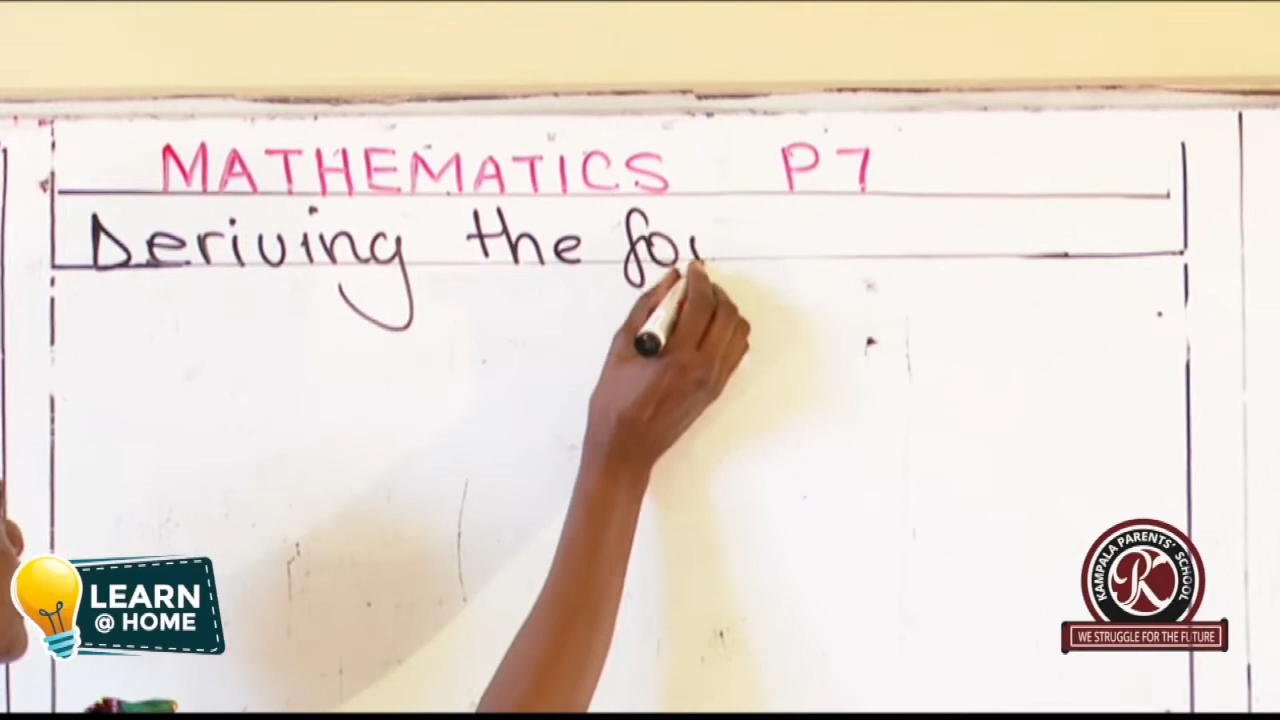 MATHEMATICS P7
Deriving the fo
LEARN
@ HOME
KAMPALA PARENTS' SCHOOL
WE STRUGGLE FOR THE FUTURE